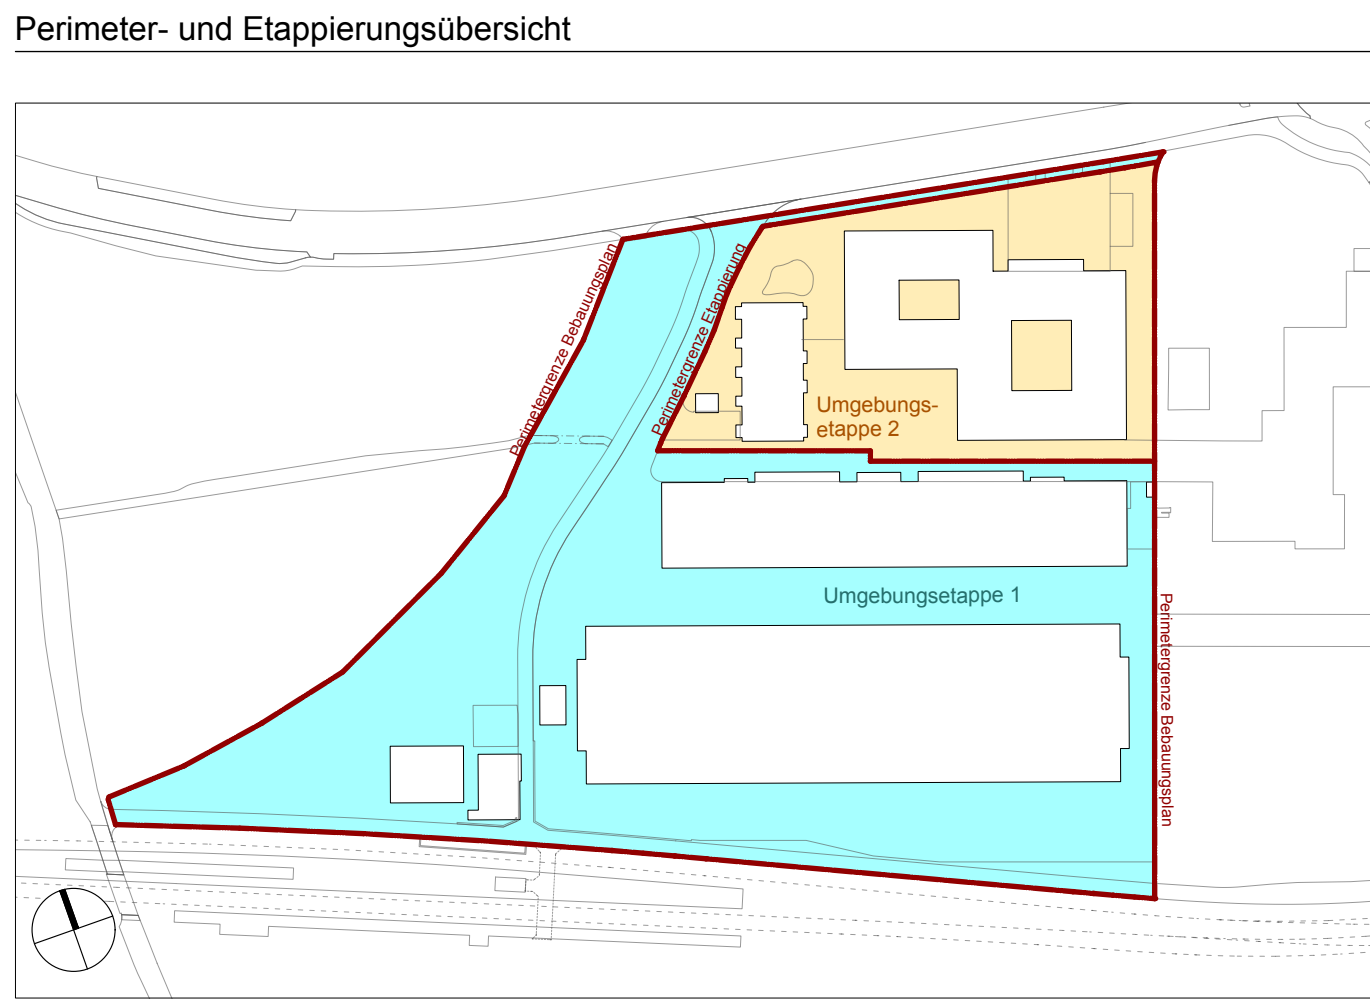 Perimeter- und Etappierungsübersicht
Perimetergrenze Bebauungsplan
Perimetergrenze Etappierung
Umgebungs-
etappe 2
Umgebungsetappe 1
Perimetergrenze Bebauungsplan